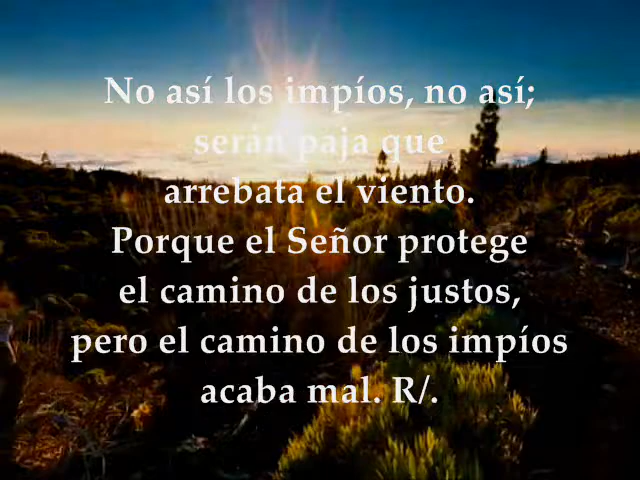 No así los impíos, no así;
serán paja que
arrebata el viento.
Porque el Señor protege
el camino de los justos,
pero el camino de los impíos
acaba mal. R/.